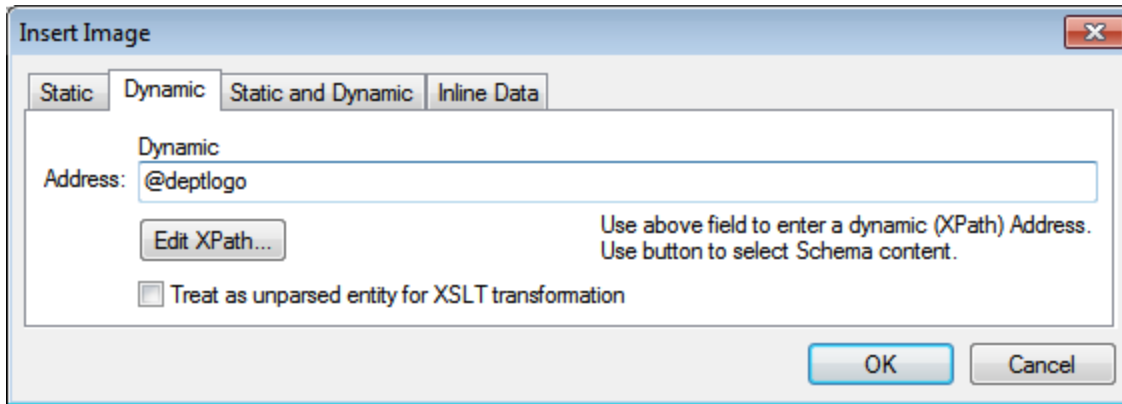 Insert Image
Static Dynamic Static and Dynamic Inline Data
Dynamic
Address: @deptlogo
Edit XPath...
Use above field to enter a dynamic (XPath) Address.
Use button to select Schema content.
Treat as unparsed entity for XSLT transformation
OK Cancel